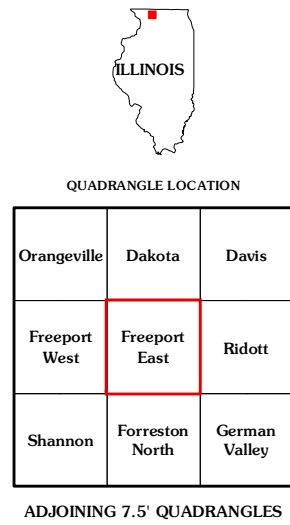 ILLINOIS
QUADRANGLE LOCATION
Orangeville
Dakota
Davis
Freeport
West
Freeport
East
Ridott
Shannon
Forreston
North
German
Valley
ADJOINING 7.5' QUADRANGLES